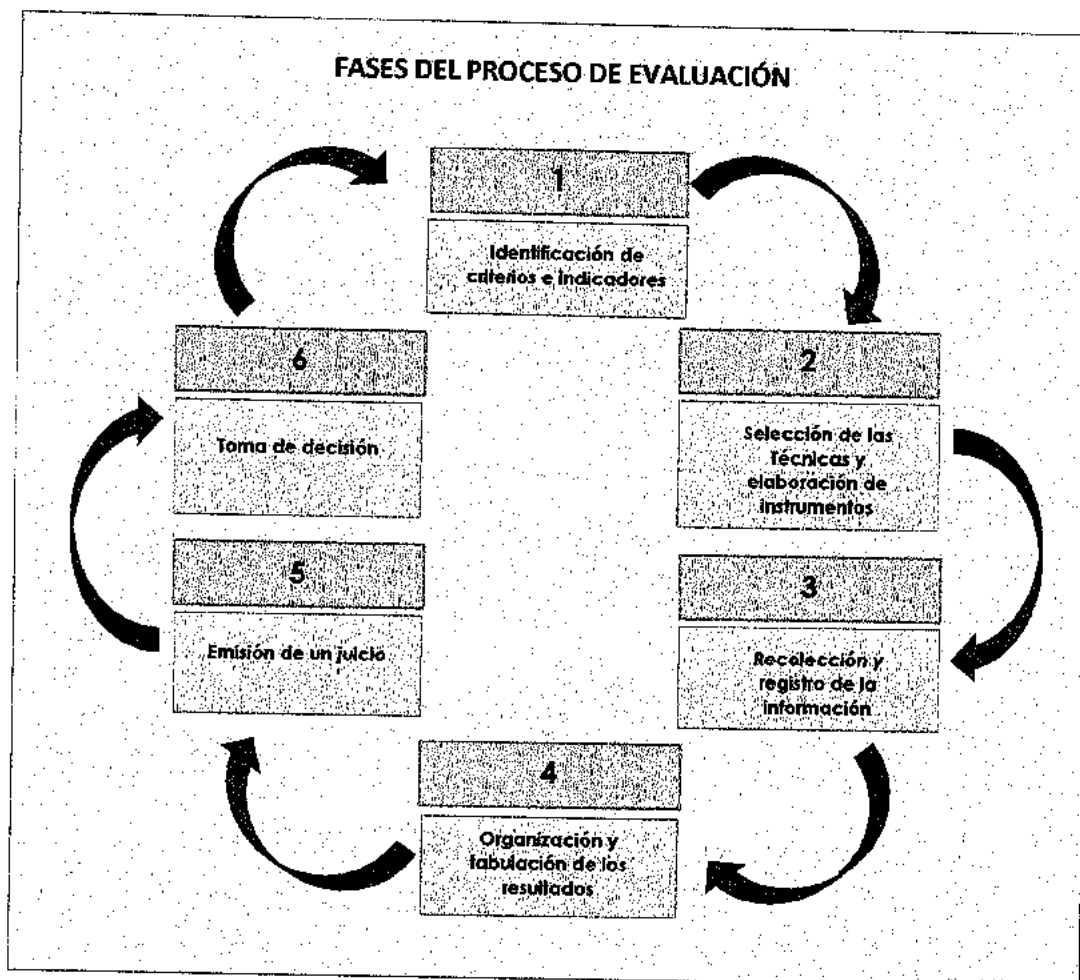 FASES DEL PROCESO DE EVALUACIÓN
1
Identificación de
criterios e indicadores
2
Selección de las
Técnicas y
elaboración de
instrumentos
3
Recolección y
registro de la
información
4
Organización y
tabulación de los
resultados
5
Emisión de un juicio
6
Toma de decisión